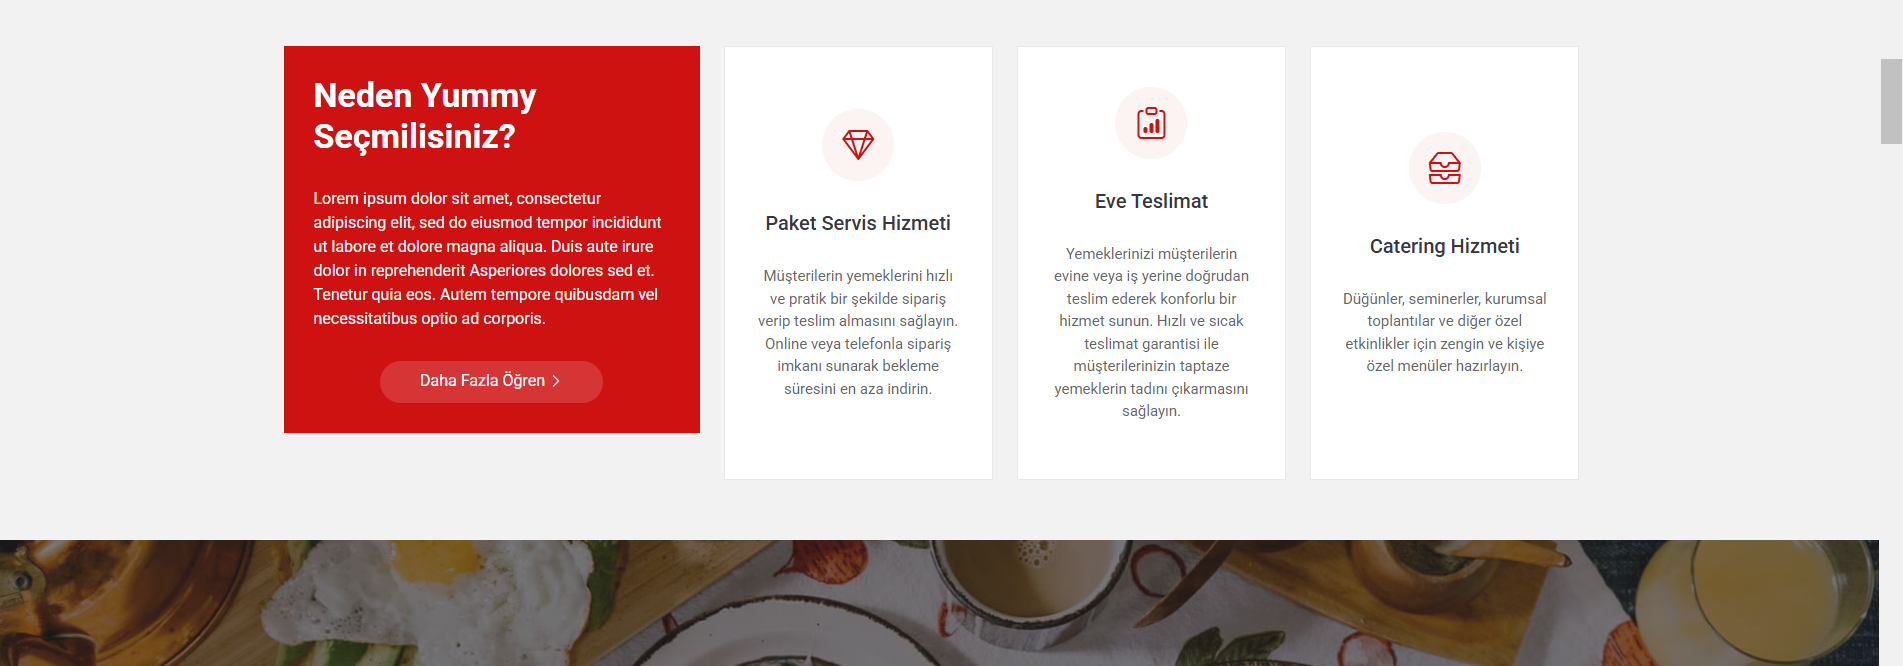 Neden Yummy
Seçmilisiniz?
Lorem ipsum dolor sit amet, consectetur
adipiscing elit, sed do eiusmod tempor incididunt
ut labore et dolore magna aliqua. Duis aute irure
dolor in reprehenderit Asperiores dolores sed et.
Tenetur quia eos. Autem tempore quibusdam vel
necessitatibus optio ad corporis.
Daha Fazla Öğren
Paket Servis Hizmeti
Müşterilerin yemeklerini hızlı
ve pratik bir şekilde sipariş
verip teslim almasını sağlayın.
Online veya telefonla sipariş
imkanı sunarak bekleme
süresini en aza indirin.
Eve Teslimat
Yemeklerinizi müşterilerin
evine veya iş yerine doğrudan
teslim ederek konforlu bir
hizmet sunun. Hızlı ve sıcak
teslimat garantisi ile
müşterilerinizin taptaze
yemeklerin tadını çıkarmasını
sağlayın.
Catering Hizmeti
Düğünler, seminerler, kurumsal
toplantılar ve diğer özel
etkinlikler için zengin ve kişiye
özel menüler hazırlayın.